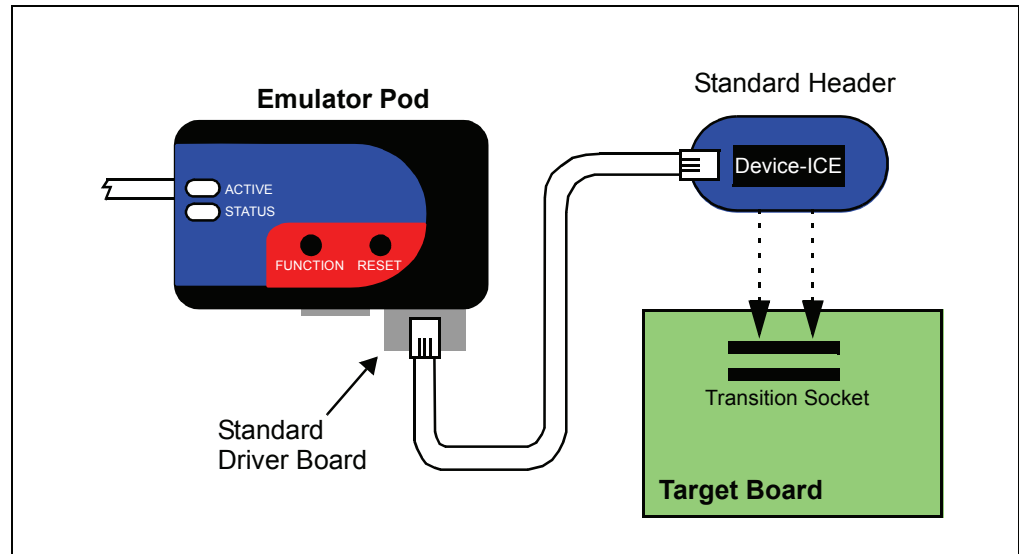 Emulator Pod
Standard Header
Device-ICE
ACTIVE
STATUS
FUNCTION RESET
Transition Socket
Standard
Driver Board
Target Board